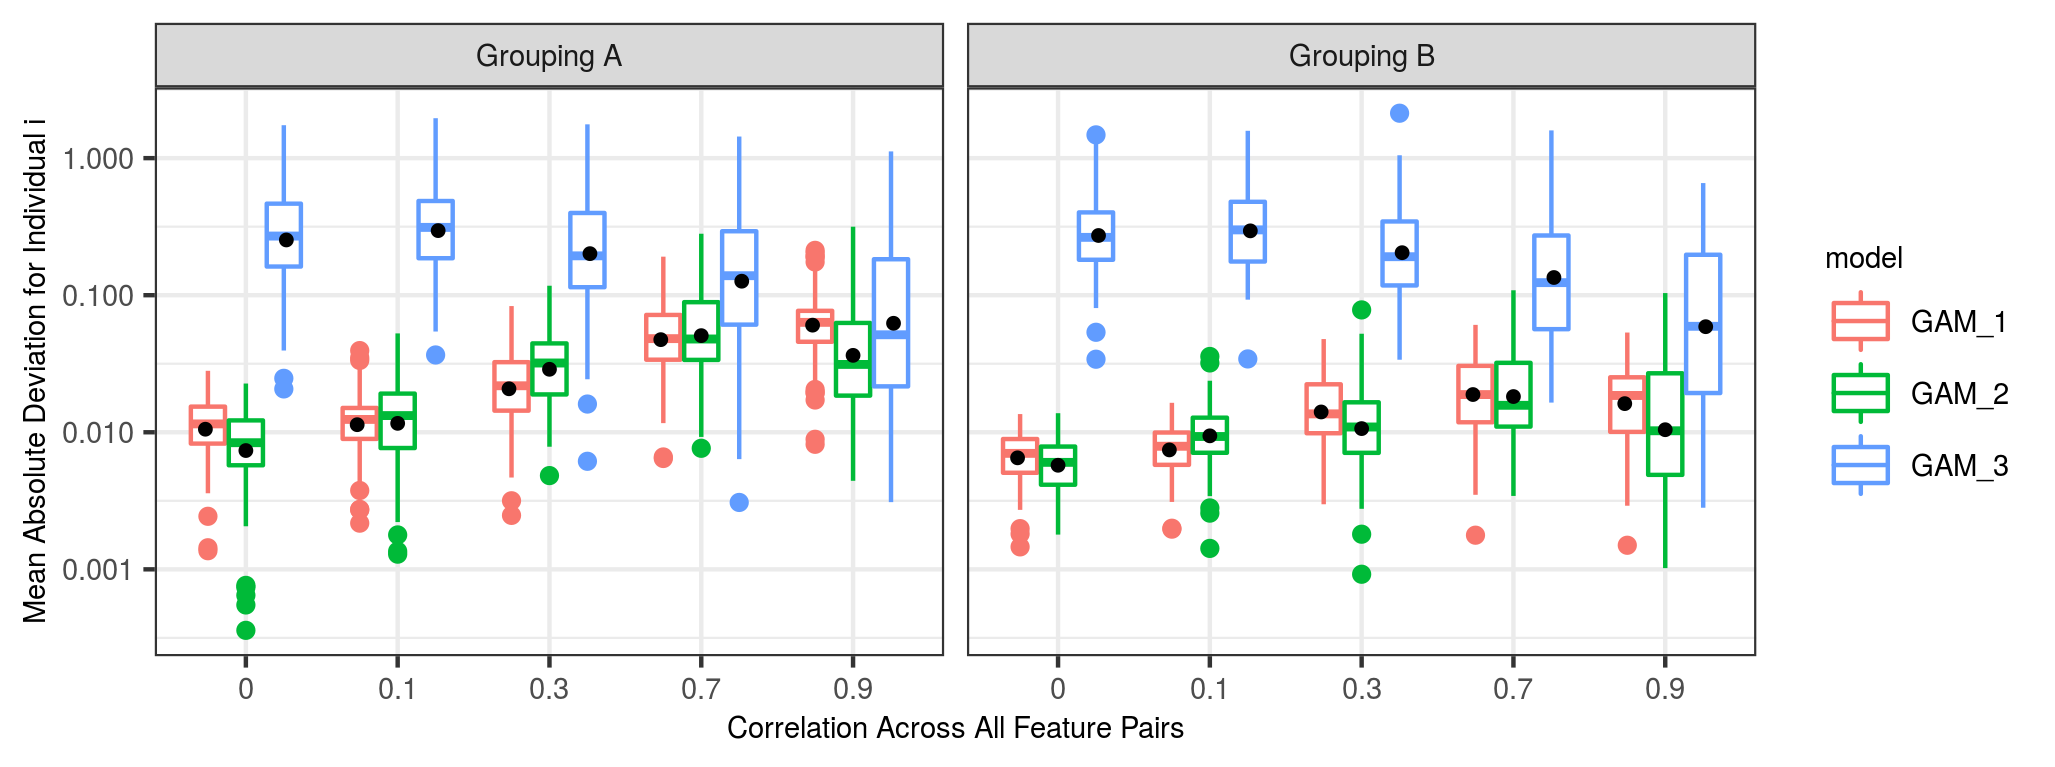 Grouping A
Grouping B
Mean Absolute Deviation for Individual i
1.000
0.100
0.010
0.001
0
0.1
0.3
0.7
0.9
0
0.1
0.3
0.7
0.9
Correlation Across All Feature Pairs
model
GAM_1
GAM_2
GAM_3